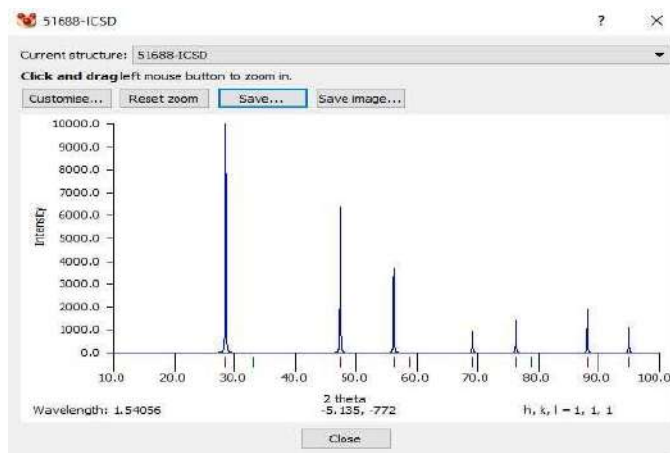 51688-ICSD
? ×
Current structure: 51688-ICSD
Click and drag left mouse button to zoom in.
Customise... Reset zoom Save... Save image...
10000.0
9000.0
8000.0
7000.0
6000.0
5000.0
4000.0
3000.0
2000.0
1000.0
0.0
Intensity
10.0 20.0 30.0 40.0 50.0 60.0 70.0 80.0 90.0 100.0
2 theta
Wavelength: 1.54056 -5.135, -772 h, k, l = 1, 1, 1
Close